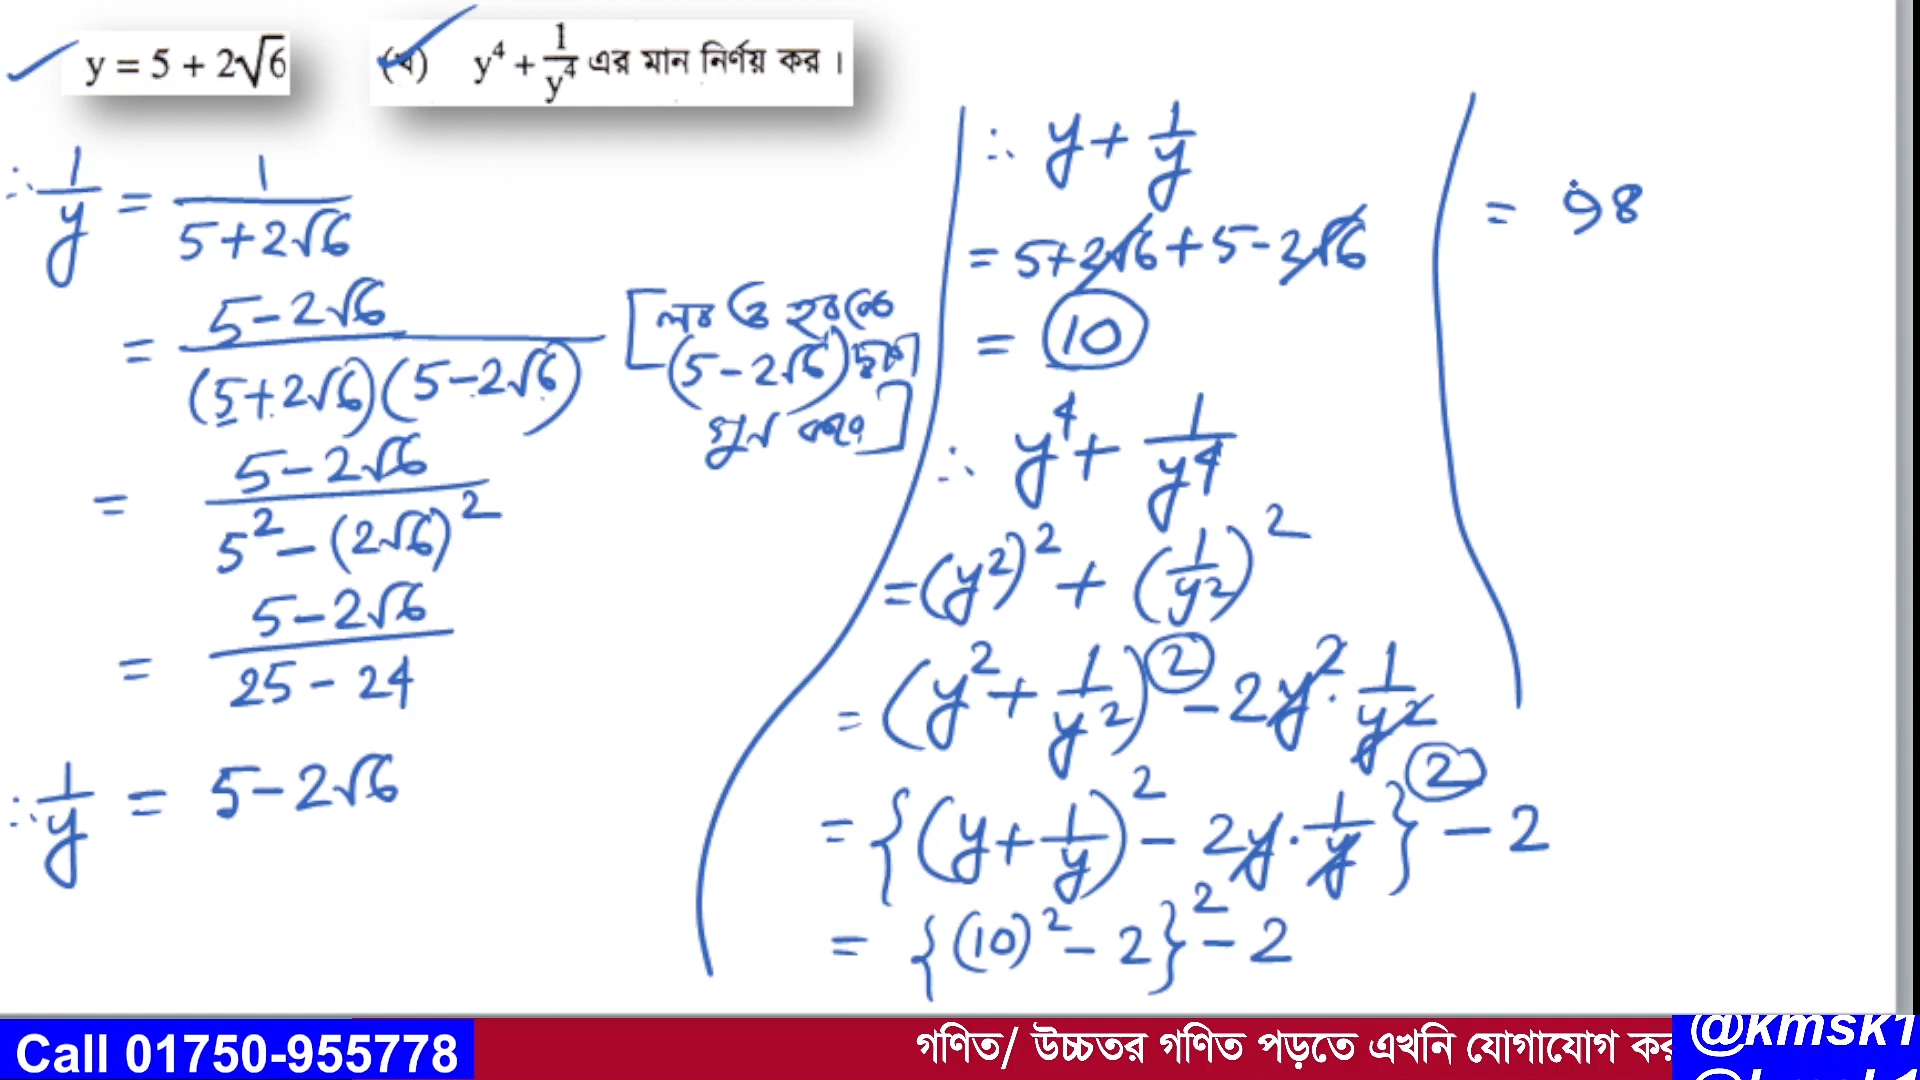 y = 5 + 2√6
(খ) y⁴ + 1/y⁴ এর মান নির্ণয় কর ।
∴ 1/y = 1/(5+2√6)
= (5-2√6)/((5+2√6)(5-2√6)) [লব ও হরকে
(5-2√6) দ্বারা
গুন করে]
= (5-2√6)/(5² - (2√6)²)
= (5-2√6)/(25 - 24)
∴ 1/y = 5-2√6
∴ y + 1/y
= 5+2√6 + 5-2√6
= 10
∴ y⁴ + 1/y⁴
= (y²)² + (1/y²)²
= (y² + 1/y²)² - 2y² · 1/y²
= {(y + 1/y)² - 2y · 1/y}² - 2
= {(10)² - 2}² - 2
= 98
Call 01750-955778
গণিত/ উচ্চতর গণিত পড়তে এখনি যোগাযোগ কর
@kmsk1